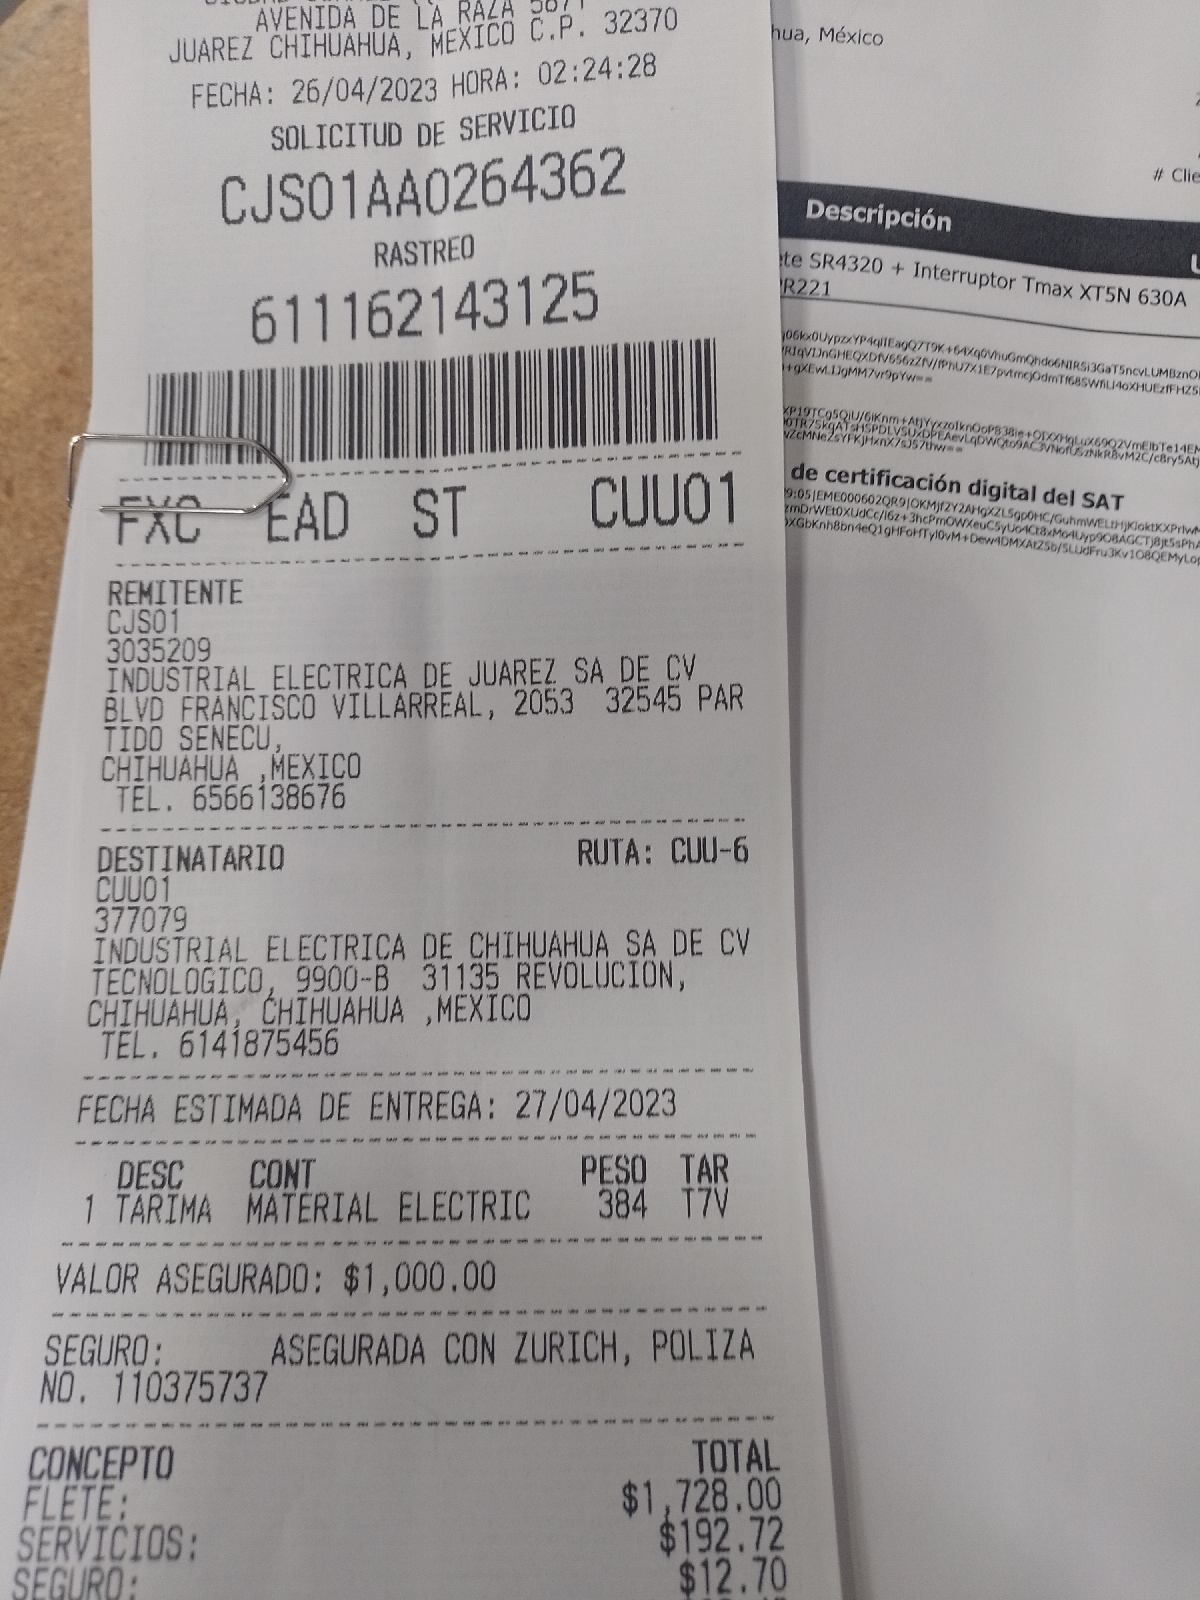 AVENIDA DE LA RAZA 5671
JUAREZ CHIHUAHUA, MEXICO C.P. 32370
FECHA: 26/04/2023 HORA: 02:24:28
SOLICITUD DE SERVICIO
CJS01AA0264362
RASTREO
611162143125
FXC EAD ST CUU01
REMITENTE
CJS01
3035209
INDUSTRIAL ELECTRICA DE JUAREZ SA DE CV
BLVD FRANCISCO VILLARREAL, 2053 32545 PAR
TIDO SENECU,
CHIHUAHUA ,MEXICO
TEL. 6566138676
DESTINATARIO RUTA: CUU-6
CUU01
377079
INDUSTRIAL ELECTRICA DE CHIHUAHUA SA DE CV
TECNOLOGICO, 9900-B 31135 REVOLUCION,
CHIHUAHUA, CHIHUAHUA ,MEXICO
TEL. 6141875456
FECHA ESTIMADA DE ENTREGA: 27/04/2023
DESC CONT PESO TAR
1 TARIMA MATERIAL ELECTRIC 384 T7V
VALOR ASEGURADO: $1,000.00
SEGURO: ASEGURADA CON ZURICH, POLIZA
NO. 110375737
CONCEPTO TOTAL
FLETE: $1,728.00
SERVICIOS: $192.72
SEGURO: $12.70
hua, México
# Clie
Descripción
te SR4320 + Interruptor Tmax XT5N 630A
PR221
de certificación digital del SAT